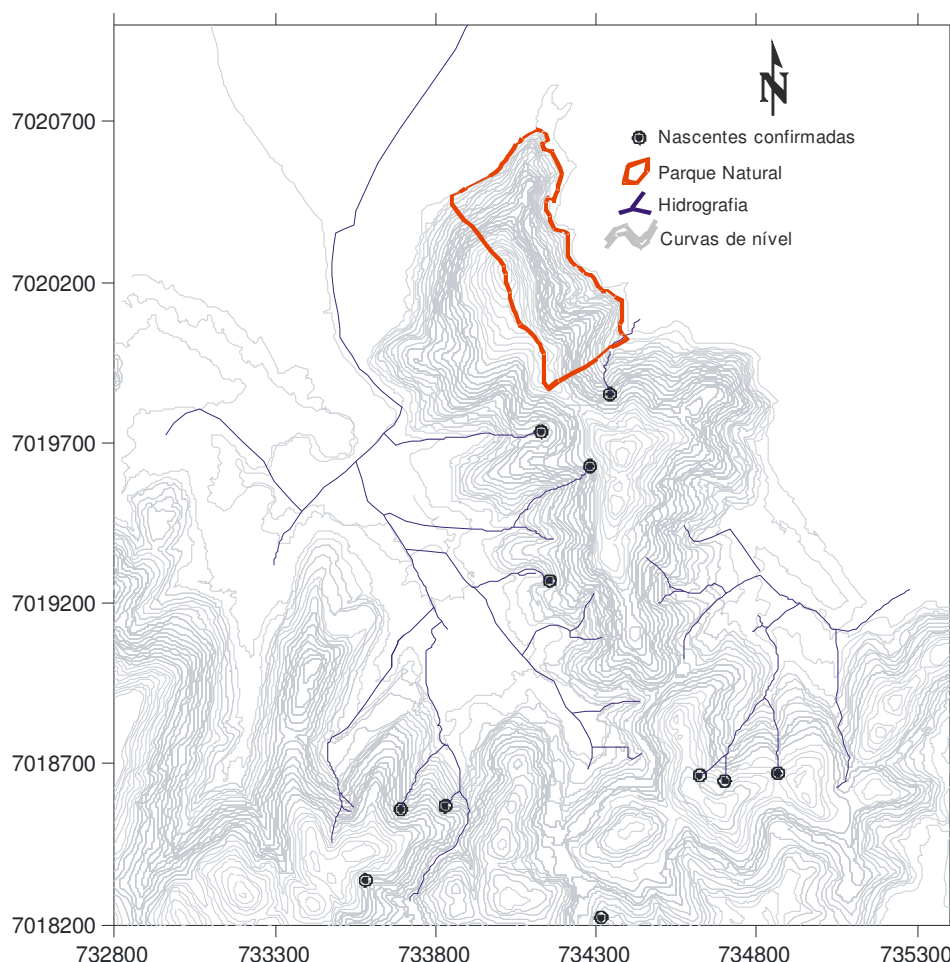 7020700
7020200
7019700
7019200
7018700
7018200
N
Nascentes confirmadas
Parque Natural
Hidrografia
Curvas de nível
732800
733300
733800
734300
734800
735300